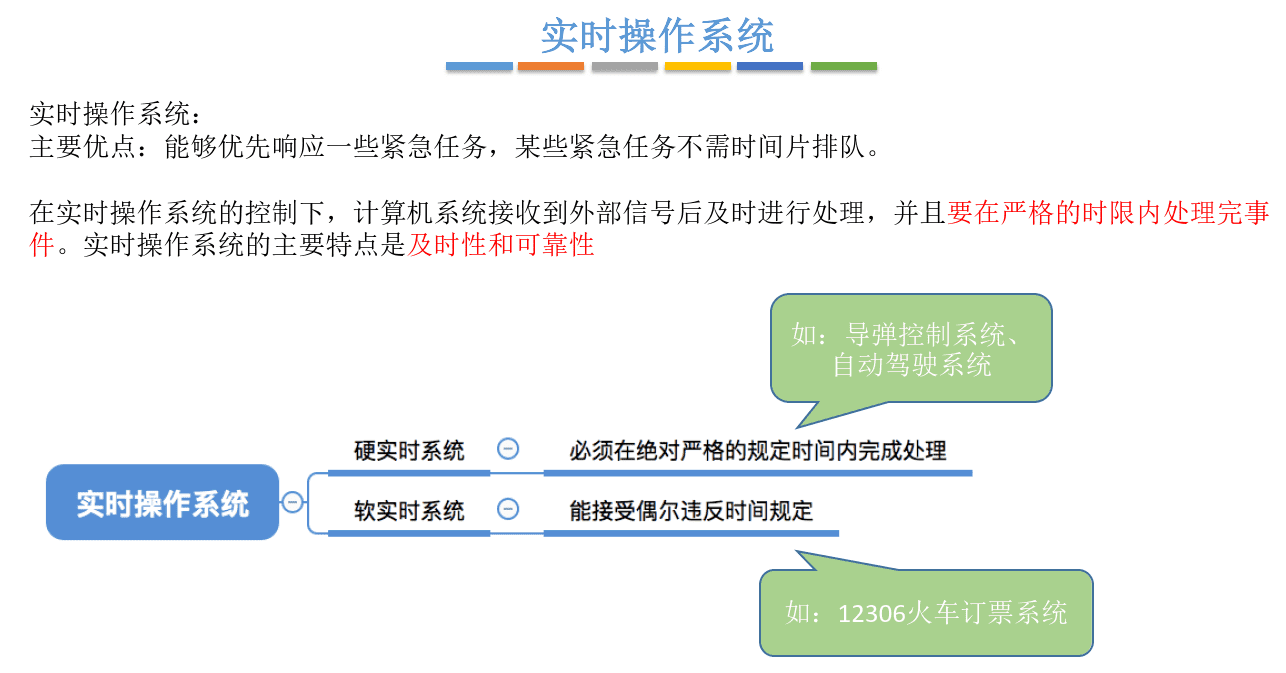 实时操作系统
实时操作系统：
主要优点：能够优先响应一些紧急任务，某些紧急任务不需时间片排队。
在实时操作系统的控制下，计算机系统接收到外部信号后及时进行处理，并且要在严格的时限内处理完事
件。实时操作系统的主要特点是及时性和可靠性
如：导弹控制系统、
自动驾驶系统
硬实时系统
必须在绝对严格的规定时间内完成处理
实时操作系统
软实时系统
能接受偶尔违反时间规定
如：12306火车订票系统